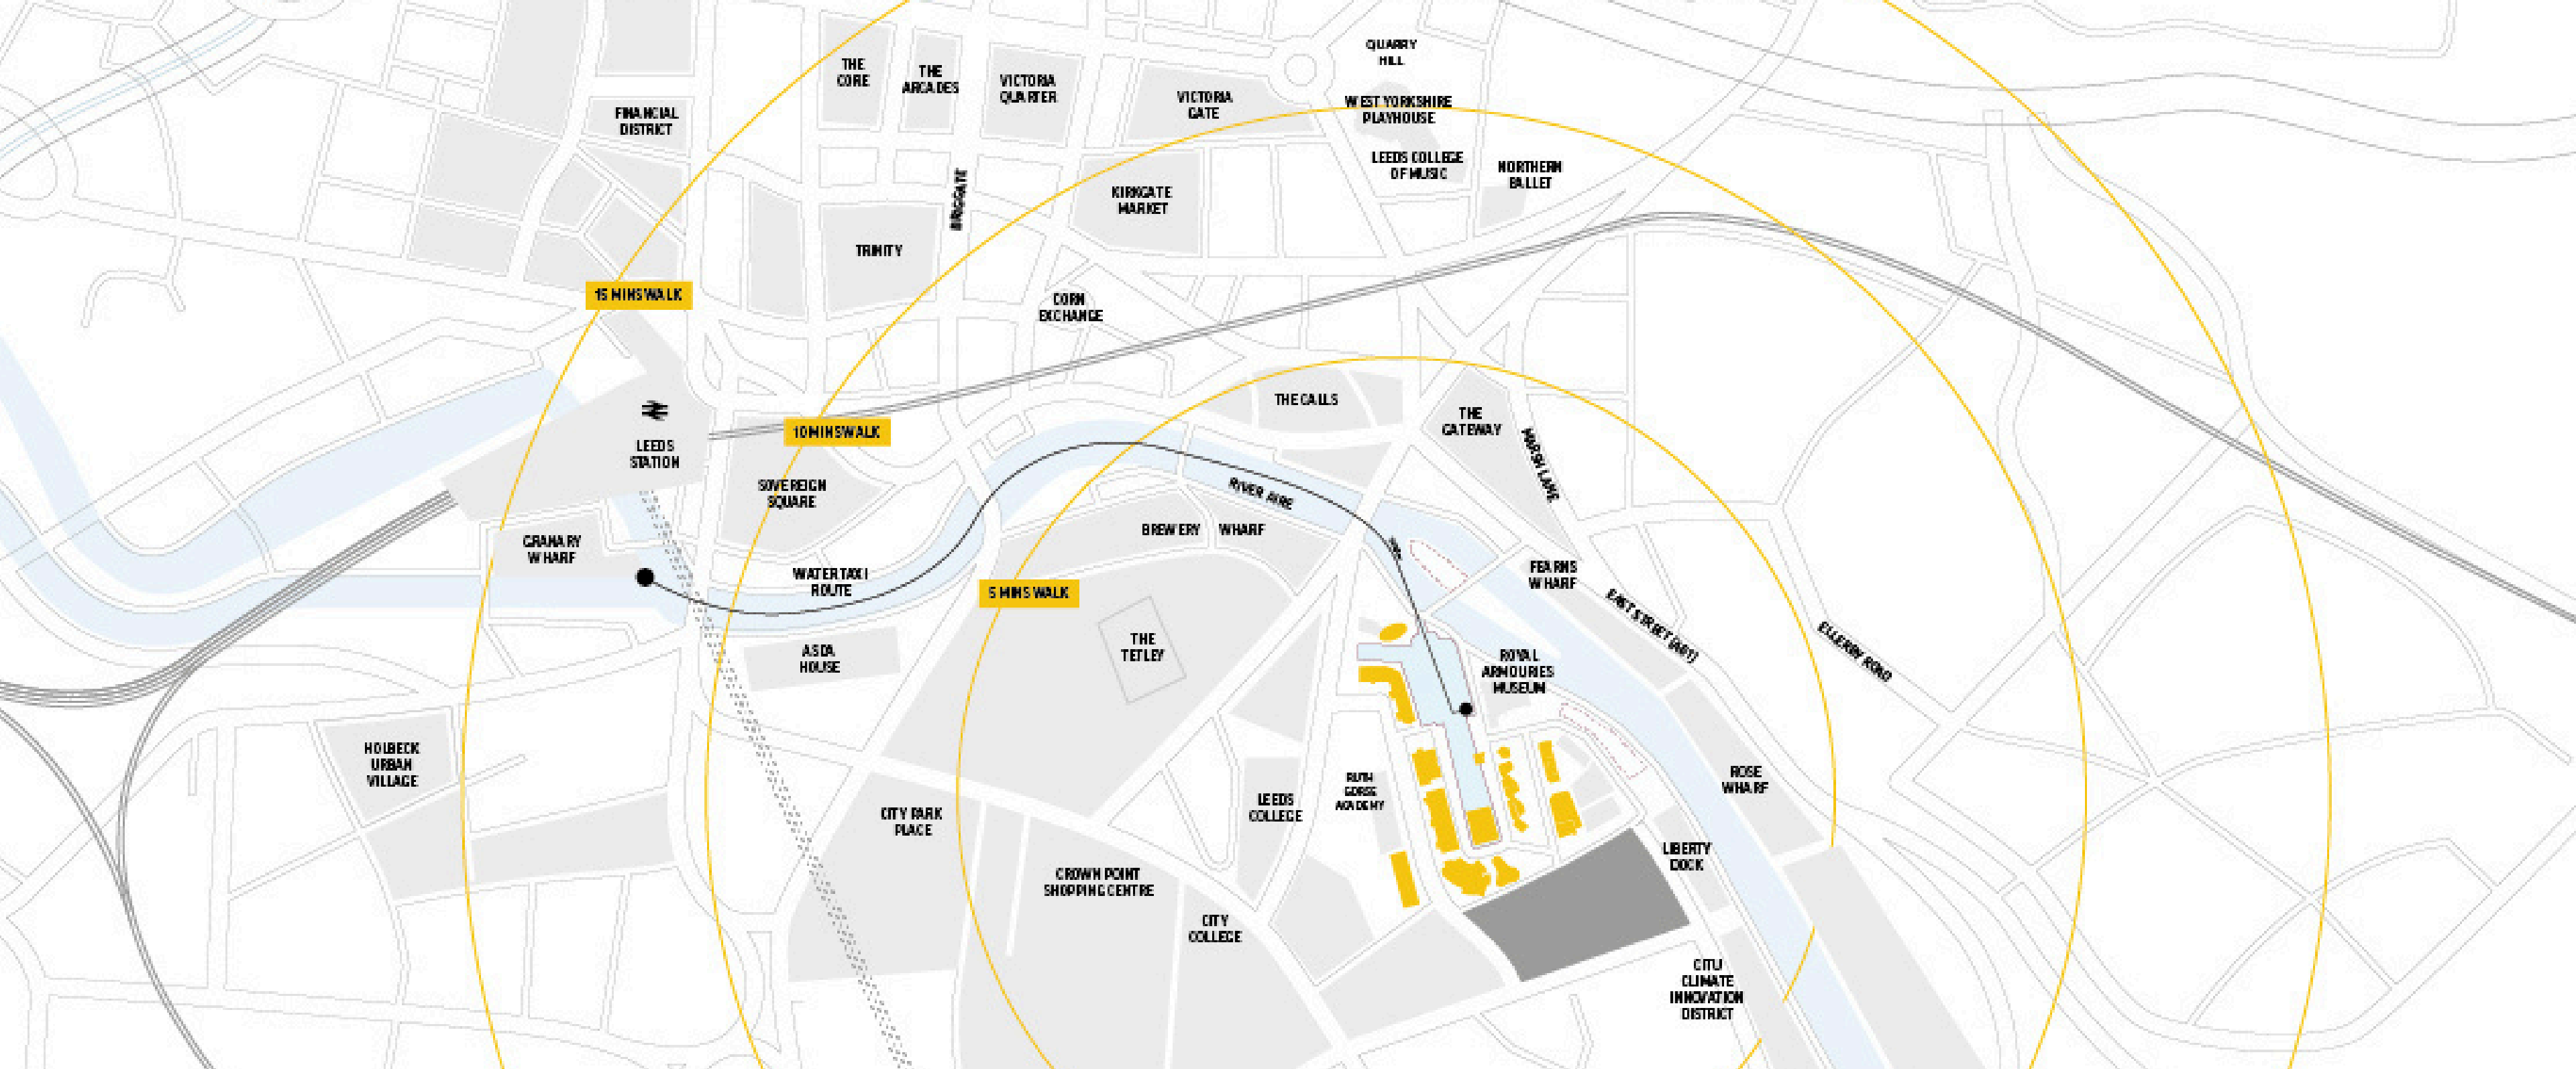 QUARRY
HILL
THE
CORE
THE
ARCADES
VICTORIA
QUARTER
VICTORIA
GATE
WEST YORKSHIRE
PLAYHOUSE
FINANCIAL
DISTRICT
LEEDS COLLEGE
OF MUSIC
NORTHERN
BALLET
KIRKGATE
MARKET
BRIGGATE
TRINITY
15 MINS WALK
CORN
EXCHANGE
THE CALLS
THE
GATEWAY
10 MINS WALK
LEEDS
STATION
MARSH LANE
SOVEREIGN
SQUARE
RIVER AIRE
BREWERY WHARF
GRANARY
WHARF
WATER TAXI
ROUTE
5 MINS WALK
FEARNS
WHARF
EAST STREET (A61)
ELLERBY ROAD
THE
TETLEY
ASDA
HOUSE
ROYAL
ARMOURIES
MUSEUM
HOLBECK
URBAN
VILLAGE
RUTH
GORSE
ACADEMY
ROSE
WHARF
CITY PARK
PLACE
LEEDS
COLLEGE
LIBERTY
DOCK
CROWN POINT
SHOPPING CENTRE
CITY
COLLEGE
CITU
CLIMATE
INNOVATION
DISTRICT